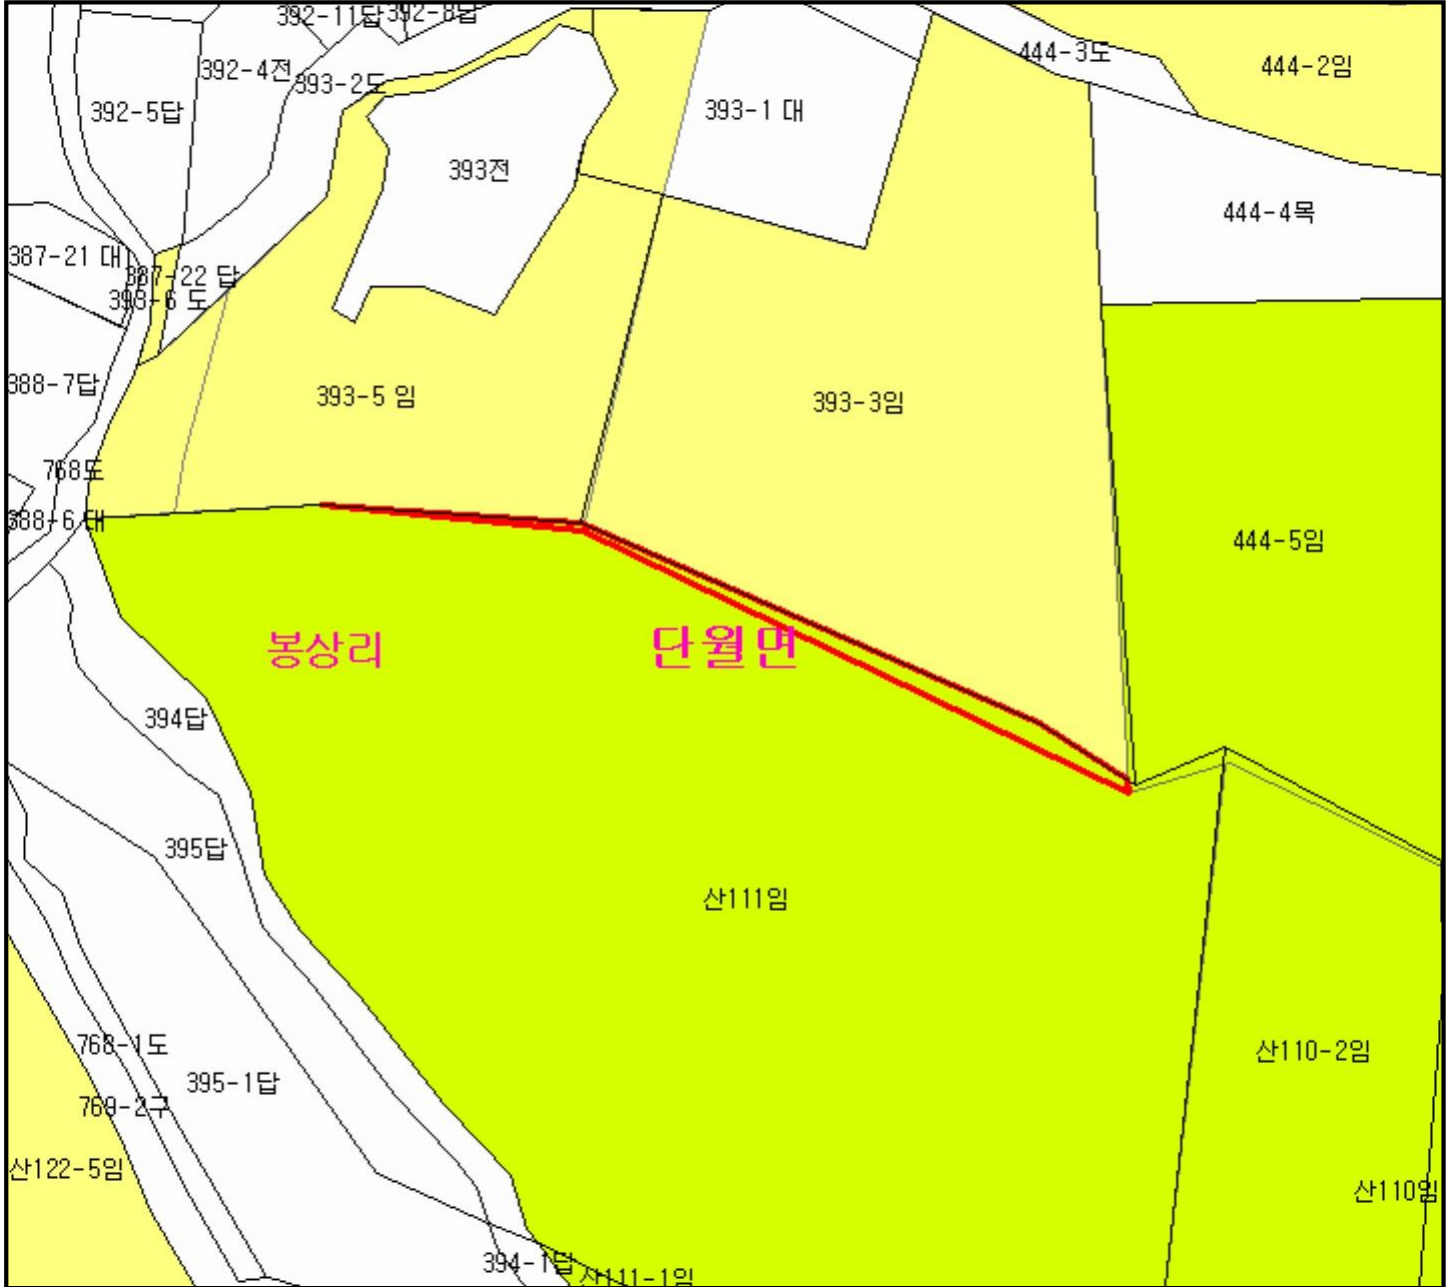 392-11답
392-8답
444-3도
392-4전
393-2도
444-2임
392-5답
393-1 대
393전
444-4목
387-21 대
387-22 답
393-6 도
388-7답
393-5 임
393-3임
768도
388-6 대
444-5임
봉상리
단월면
394답
395답
산111임
768-1도
산110-2임
395-1답
769-2구
산122-5임
산110임
394-1답
산111-1임